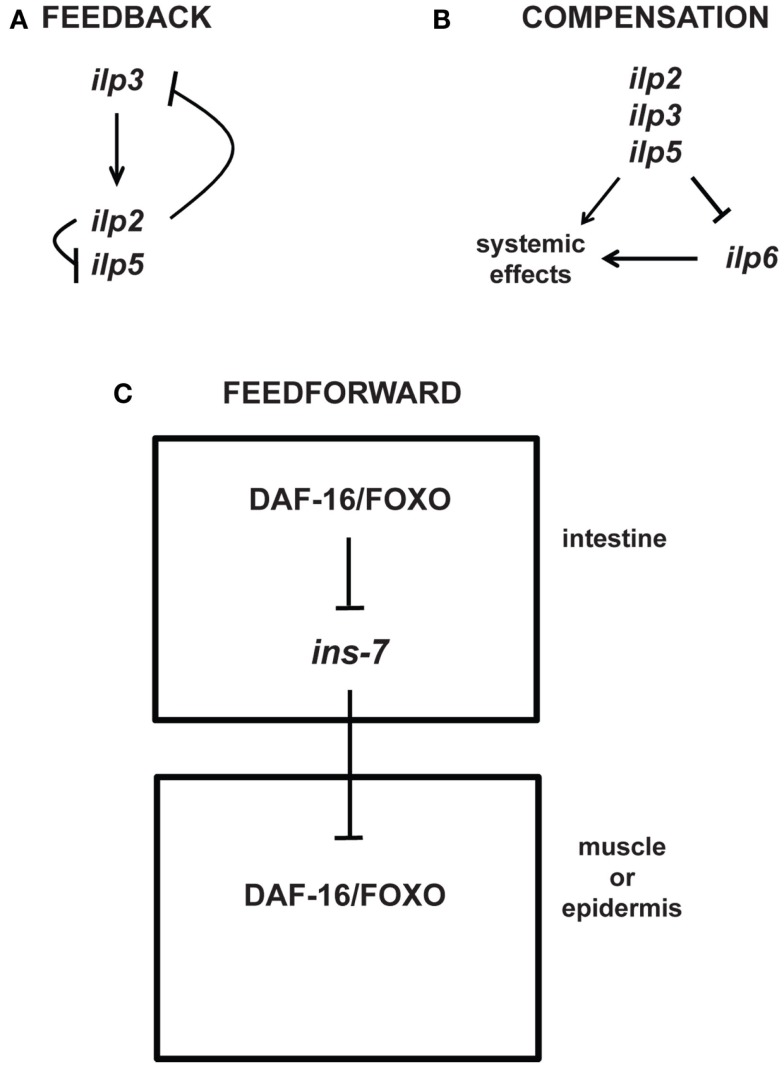 A FEEDBACK
ilp3
ilp2
ilp5
B COMPENSATION
ilp2
ilp3
ilp5
systemic
effects
ilp6
C FEEDFORWARD
DAF-16/FOXO
ins-7
intestine
DAF-16/FOXO
muscle
or
epidermis